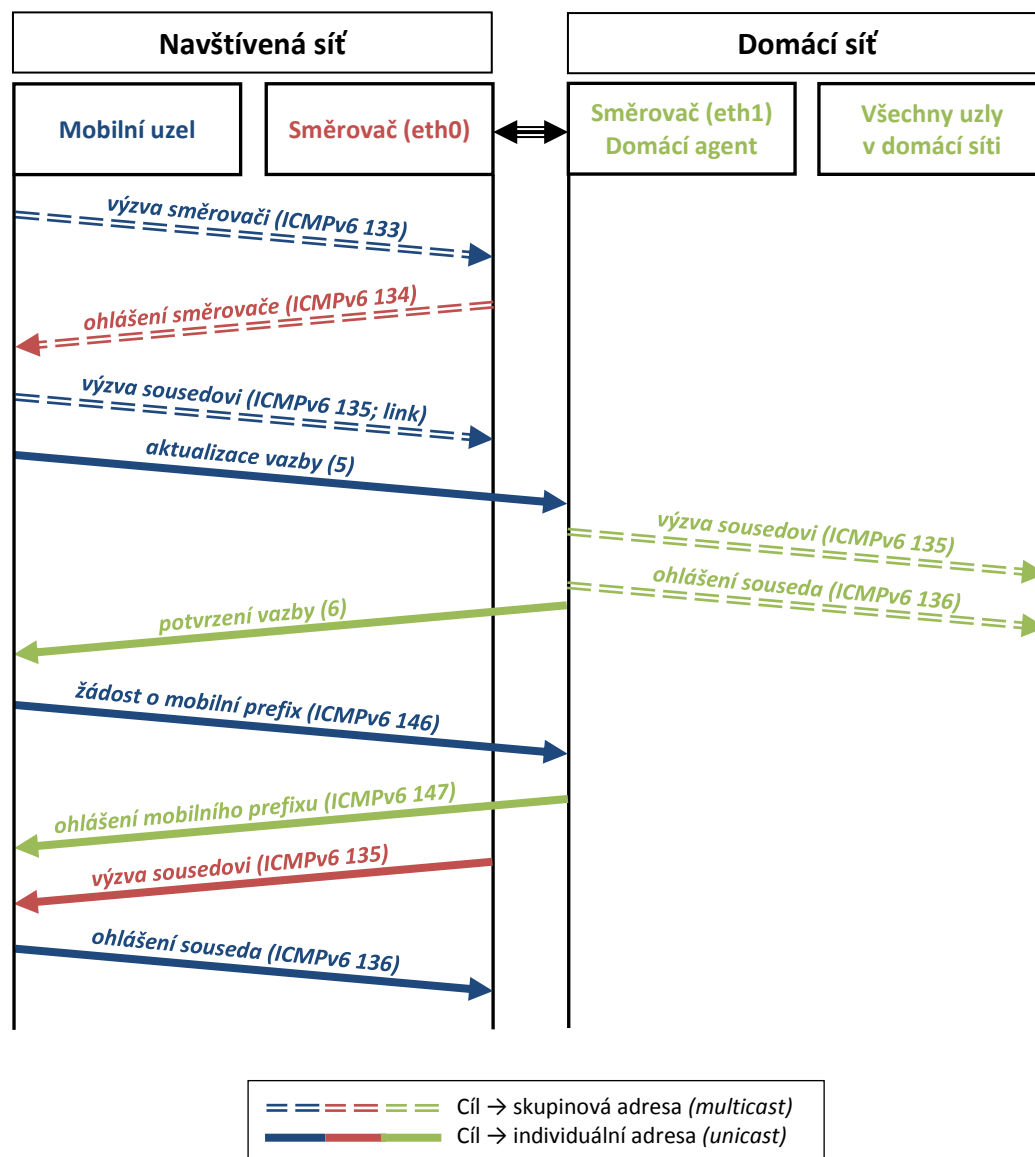 Navštívená síť
Domácí síť
Mobilní uzel
Směrovač (eth0)
Směrovač (eth1)
Domácí agent
Všechny uzly
v domácí síti
výzva směrovači (ICMPv6 133)
ohlášení směrovače (ICMPv6 134)
výzva sousedovi (ICMPv6 135; link)
aktualizace vazby (5)
výzva sousedovi (ICMPv6 135)
ohlášení souseda (ICMPv6 136)
potvrzení vazby (6)
žádost o mobilní prefix (ICMPv6 146)
ohlášení mobilního prefixu (ICMPv6 147)
výzva sousedovi (ICMPv6 135)
ohlášení souseda (ICMPv6 136)
Cíl → skupinová adresa (multicast)
Cíl → individuální adresa (unicast)